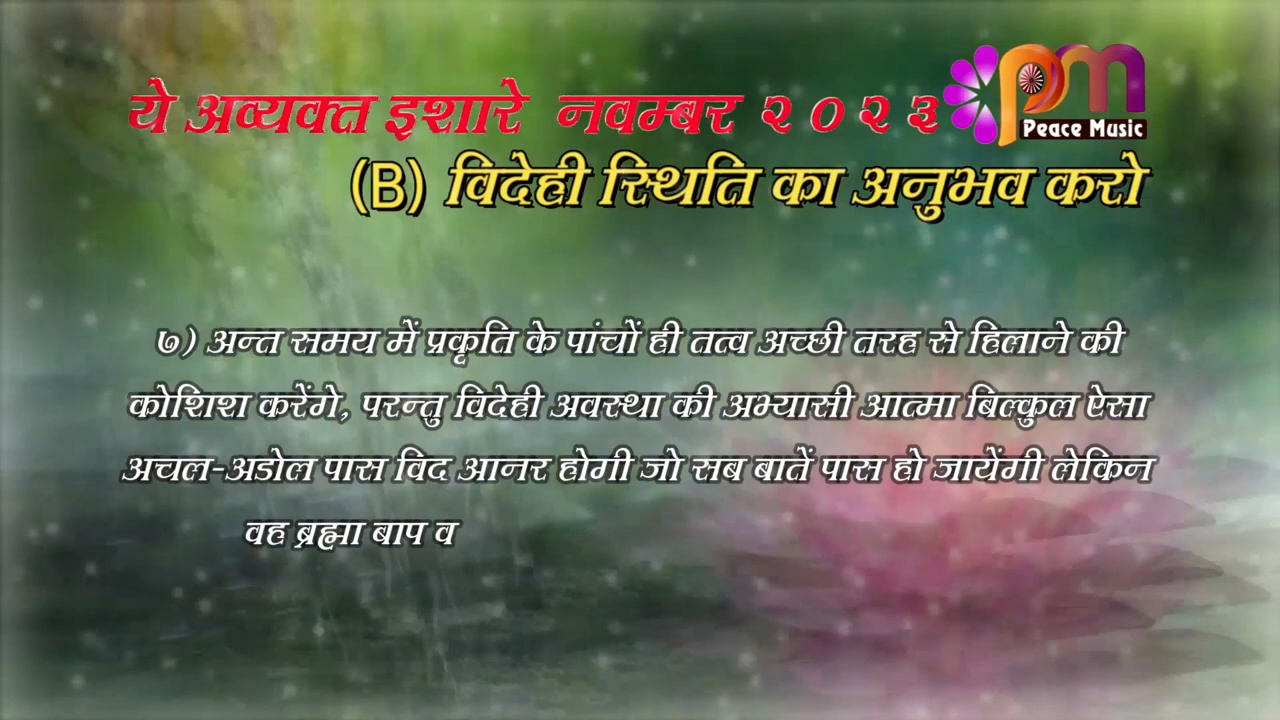 ये अव्यक्त इशारे नवम्बर २०२३
pm
Peace Music
(B) विदेही स्थिति का अनुभव करो
७) अन्त समय में प्रकृति के पांचों ही तत्व अच्छी तरह से हिलाने की
कोशिश करेंगे, परन्तु विदेही अवस्था की अभ्यासी आत्मा बिल्कुल ऐसा
अचल-अडोल पास विद आनर होगी जो सब बातें पास हो जायेंगी लेकिन
वह ब्रह्मा बाप व